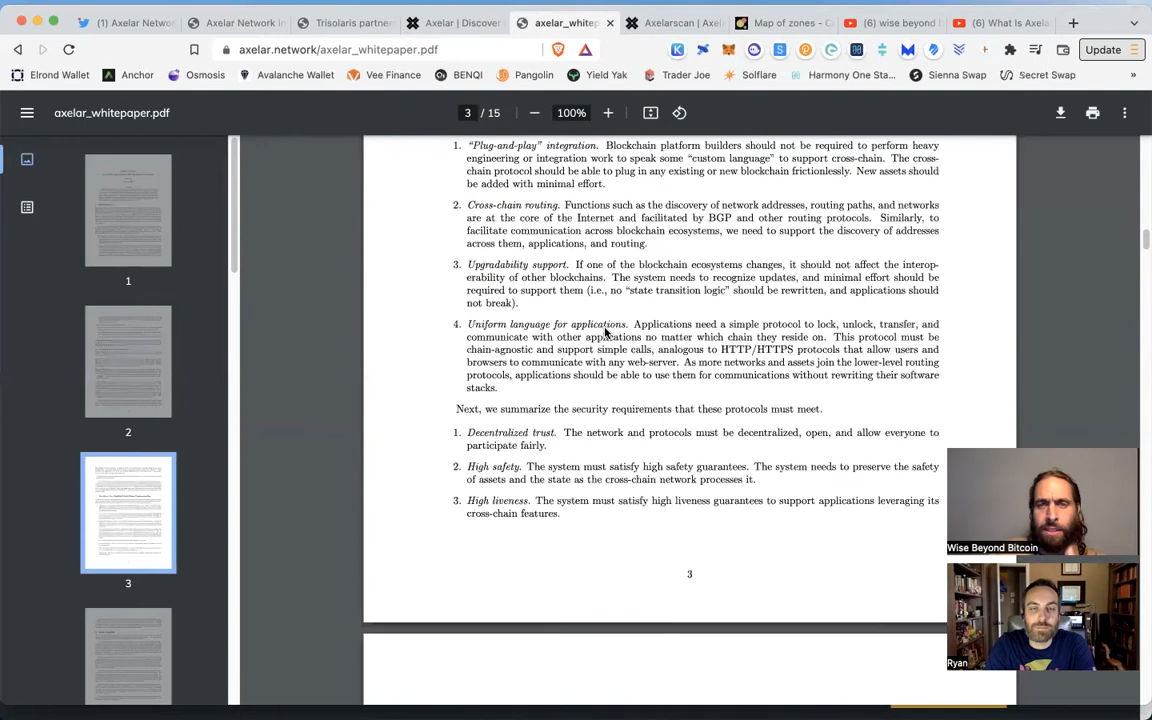 (1) Axelar Netwo
Axelar Network In
Trisolaris partner
Axelar | Discover
axelar_white
Axelarscan | Axe
Map of zones - C
(6) wise beyond
(6) What Is Axela
axelar.network/axelar_whitepaper.pdf
Update
Elrond Wallet
Anchor
Osmosis
Avalanche Wallet
Vee Finance
BENQI
Pangolin
Yield Yak
Trader Joe
Solflare
Harmony One Sta...
Sienna Swap
Secret Swap
»
axelar_whitepaper.pdf
3 / 15
100%
1
2
3
1. “Plug-and-play” integration. Blockchain platform builders should not be required to perform heavy
engineering or integration work to speak some “custom language” to support cross-chain. The cross-
chain protocol should be able to plug in any existing or new blockchain frictionlessly. New assets should
be added with minimal effort.
2. Cross-chain routing. Functions such as the discovery of network addresses, routing paths, and networks
are at the core of the Internet and facilitated by BGP and other routing protocols. Similarly, to
facilitate communication across blockchain ecosystems, we need to support the discovery of addresses
across them, applications, and routing.
3. Upgradability support. If one of the blockchain ecosystems changes, it should not affect the interop-
erability of other blockchains. The system needs to recognize updates, and minimal effort should be
required to support them (i.e., no “state transition logic” should be rewritten, and applications should
not break).
4. Uniform language for applications. Applications need a simple protocol to lock, unlock, transfer, and
communicate with other applications no matter which chain they reside on. This protocol must be
chain-agnostic and support simple calls, analogous to HTTP/HTTPS protocols that allow users and
browsers to communicate with any web-server. As more networks and assets join the lower-level routing
protocols, applications should be able to use them for communications without rewriting their software
stacks.
Next, we summarize the security requirements that these protocols must meet.
1. Decentralized trust. The network and protocols must be decentralized, open, and allow everyone to
participate fairly.
2. High safety. The system must satisfy high safety guarantees. The system needs to preserve the safety
of assets and the state as the cross-chain network processes it.
3. High liveness. The system must satisfy high liveness guarantees to support applications leveraging its
cross-chain features.
3
Wise Beyond Bitcoin
Ryan